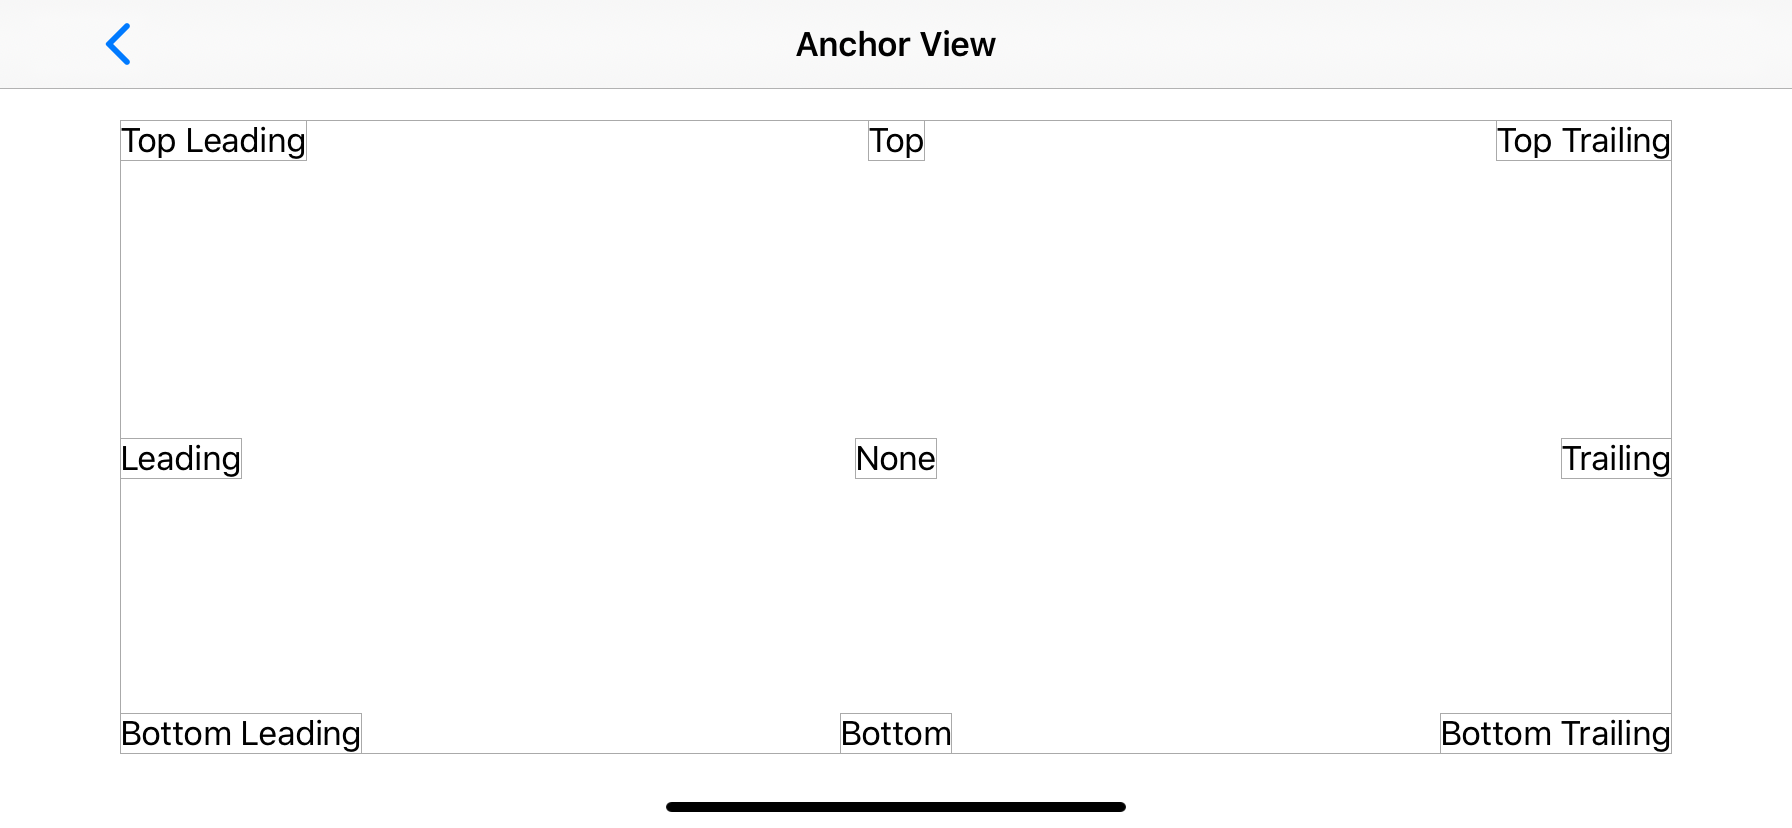 Anchor View
Top Leading
Top
Top Trailing
Leading
None
Trailing
Bottom Leading
Bottom
Bottom Trailing